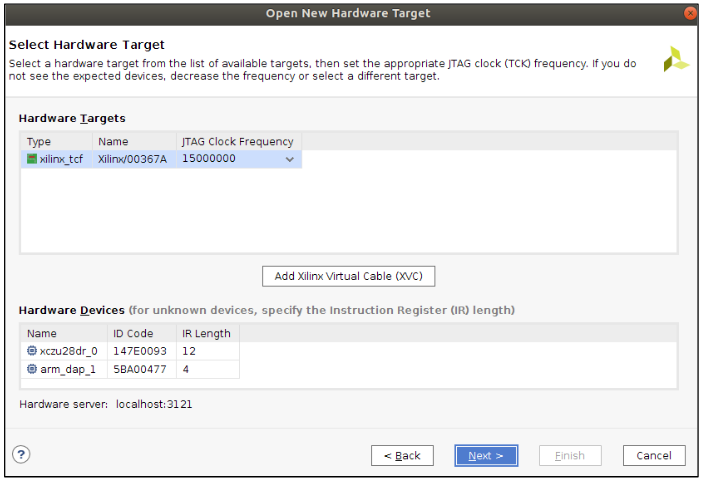 Open New Hardware Target
Select Hardware Target
Select a hardware target from the list of available targets, then set the appropriate JTAG clock (TCK) frequency. If you do
not see the expected devices, decrease the frequency or select a different target.
Hardware Targets
Type Name JTAG Clock Frequency
xilinx_tcf Xilinx/00367A 15000000
Add Xilinx Virtual Cable (XVC)
Hardware Devices (for unknown devices, specify the Instruction Register (IR) length)
Name ID Code IR Length
xczu28dr_0 147E0093 12
arm_dap_1 5BA00477 4
Hardware server: localhost:3121
? < Back Next > Finish Cancel